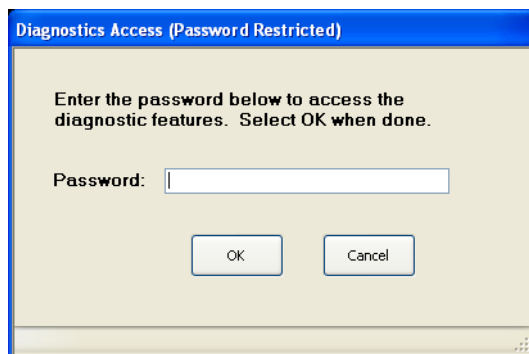 Diagnostics Access (Password Restricted)
Enter the password below to access the
diagnostic features.  Select OK when done.
Password:
OK
Cancel